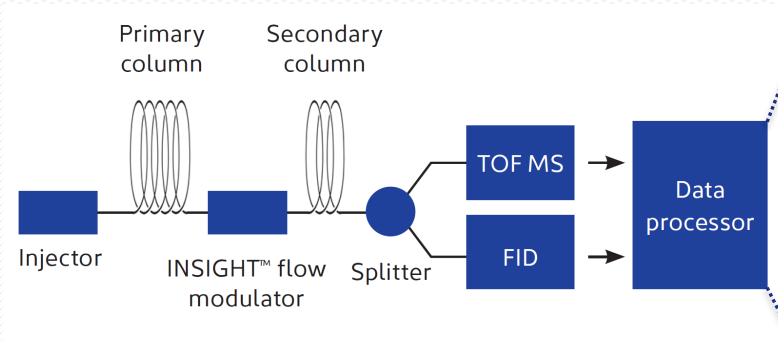 Primary
column
Secondary
column
Injector
INSIGHT™ flow
modulator
Splitter
TOF MS
FID
Data
processor